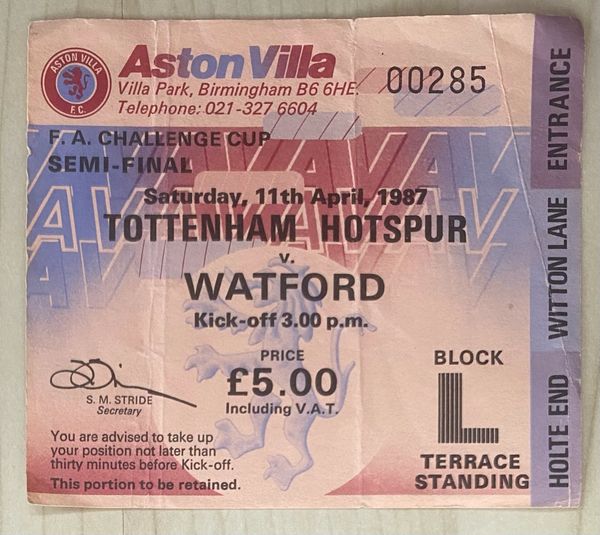 ASTON VILLA
F.C.
Aston Villa
Villa Park, Birmingham B6 6HE.
Telephone: 021-327 6604
00285
F. A. CHALLENGE CUP
SEMI-FINAL
Saturday, 11th April, 1987
TOTTENHAM HOTSPUR
v.
WATFORD
Kick-off 3.00 p.m.
PRICE
£5.00
Including V.A.T.
S. M. STRIDE
Secretary
You are advised to take up
your position not later than
thirty minutes before Kick-off.
This portion to be retained.
BLOCK
L
TERRACE
STANDING
HOLTE END WITTON LANE ENTRANCE